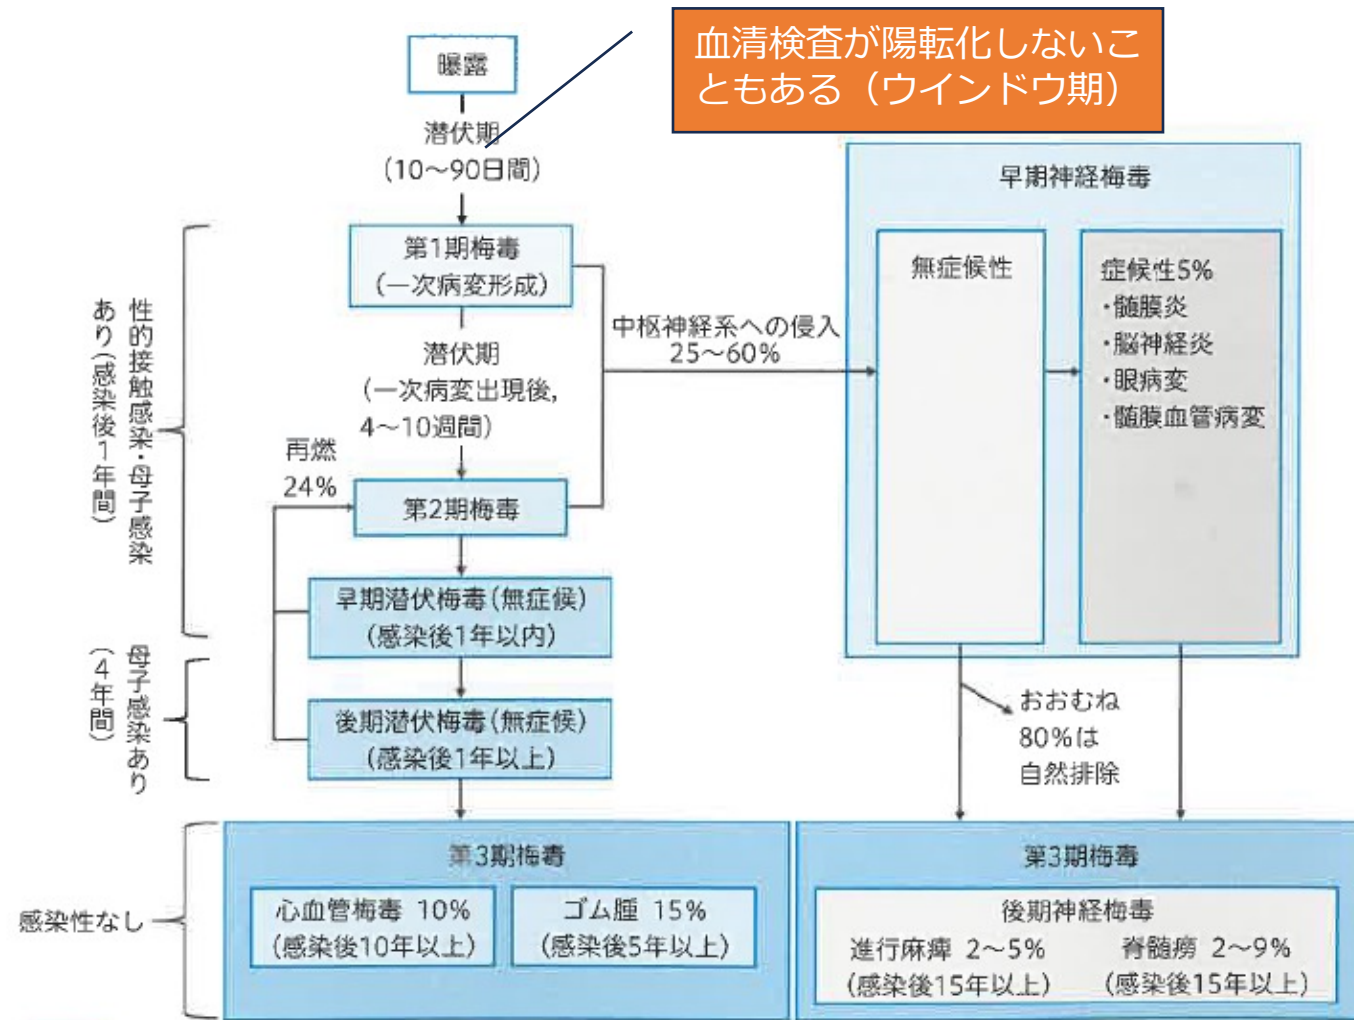 血清検査が陽転化しないこ
ともある（ウインドウ期）
曝露
潜伏期
（10～90日間）
第1期梅毒
（一次病変形成）
潜伏期
（一次病変出現後，
4～10週間）
再燃
24%
第2期梅毒
早期潜伏梅毒（無症候）
（感染後1年以内）
後期潜伏梅毒（無症候）
（感染後1年以上）
性的接触感染・母子感染
あり（感染後1年間）
母子感染あり
（4年間）
感染性なし
中枢神経系への侵入
25～60%
早期神経梅毒
無症候性
症候性5%
・髄膜炎
・脳神経炎
・眼病変
・髄膜血管病変
おおむね
80%は
自然排除
第3期梅毒
心血管梅毒 10%
（感染後10年以上）
ゴム腫 15%
（感染後5年以上）
第3期梅毒
後期神経梅毒
進行麻痺 2～5%
（感染後15年以上）
脊髄癆 2～9%
（感染後15年以上）